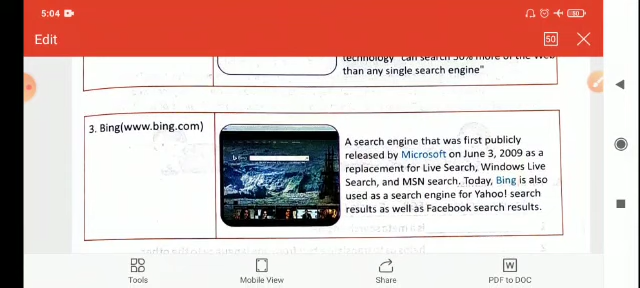 5:04
Edit
50
technology "can search 50% more of the Web
than any single search engine"
3. Bing(www.bing.com)
A search engine that was first publicly
released by Microsoft on June 3, 2009 as a
replacement for Live Search, Windows Live
Search, and MSN search. Today, Bing is also
used as a search engine for Yahoo! search
results as well as Facebook search results.
Tools
Mobile View
Share
PDF to DOC